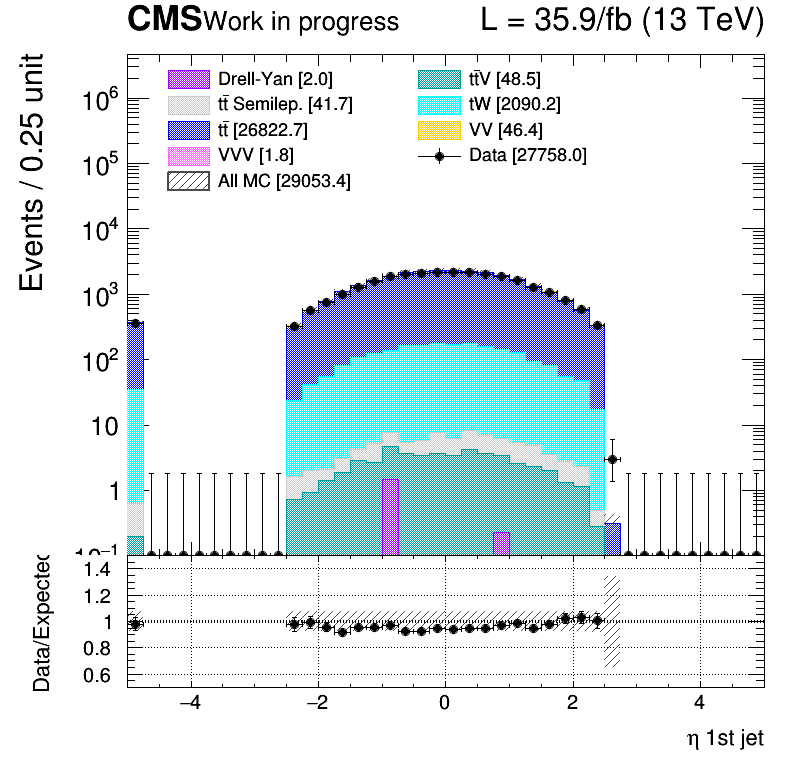 CMS Work in progress L = 35.9/fb (13 TeV)
Events / 0.25 unit
Drell-Yan [2.0]
tt̄ Semilep. [41.7]
tt̄ [26822.7]
VVV [1.8]
All MC [29053.4]
tt̄V [48.5]
tW [2090.2]
VV [46.4]
Data [27758.0]
10⁶
10⁵
10⁴
10³
10²
10
1
10⁻¹
Data/Expected
1.4
1.2
1
0.8
0.6
−4 −2 0 2 4
η 1st jet